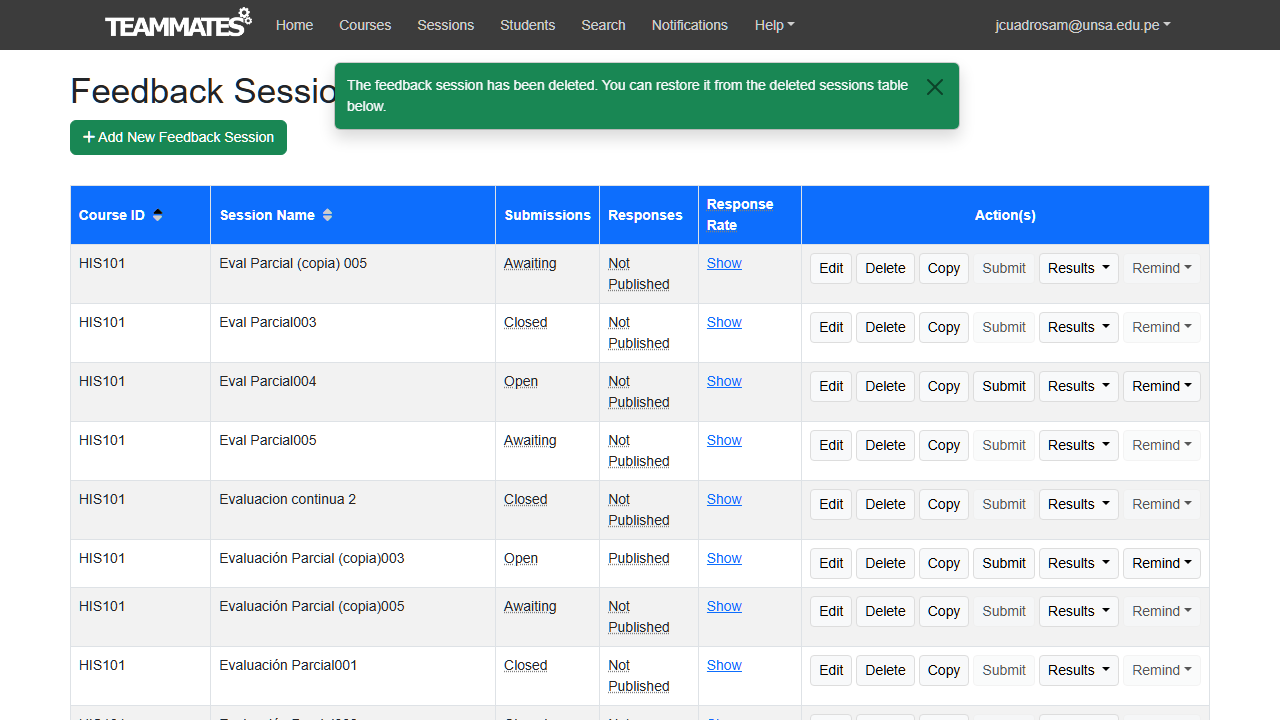 TEAMMATES Home Courses Sessions Students Search Notifications Help jcuadrosam@unsa.edu.pe
Feedback Sessio
The feedback session has been deleted. You can restore it from the deleted sessions table
below.
+ Add New Feedback Session
Course ID Session Name Submissions Responses Response Rate Action(s)
HIS101 Eval Parcial (copia) 005 Awaiting Not Published Show Edit Delete Copy Submit Results Remind
HIS101 Eval Parcial003 Closed Not Published Show Edit Delete Copy Submit Results Remind
HIS101 Eval Parcial004 Open Not Published Show Edit Delete Copy Submit Results Remind
HIS101 Eval Parcial005 Awaiting Not Published Show Edit Delete Copy Submit Results Remind
HIS101 Evaluacion continua 2 Closed Not Published Show Edit Delete Copy Submit Results Remind
HIS101 Evaluación Parcial (copia)003 Open Published Show Edit Delete Copy Submit Results Remind
HIS101 Evaluación Parcial (copia)005 Awaiting Not Published Show Edit Delete Copy Submit Results Remind
HIS101 Evaluación Parcial001 Closed Not Published Show Edit Delete Copy Submit Results Remind